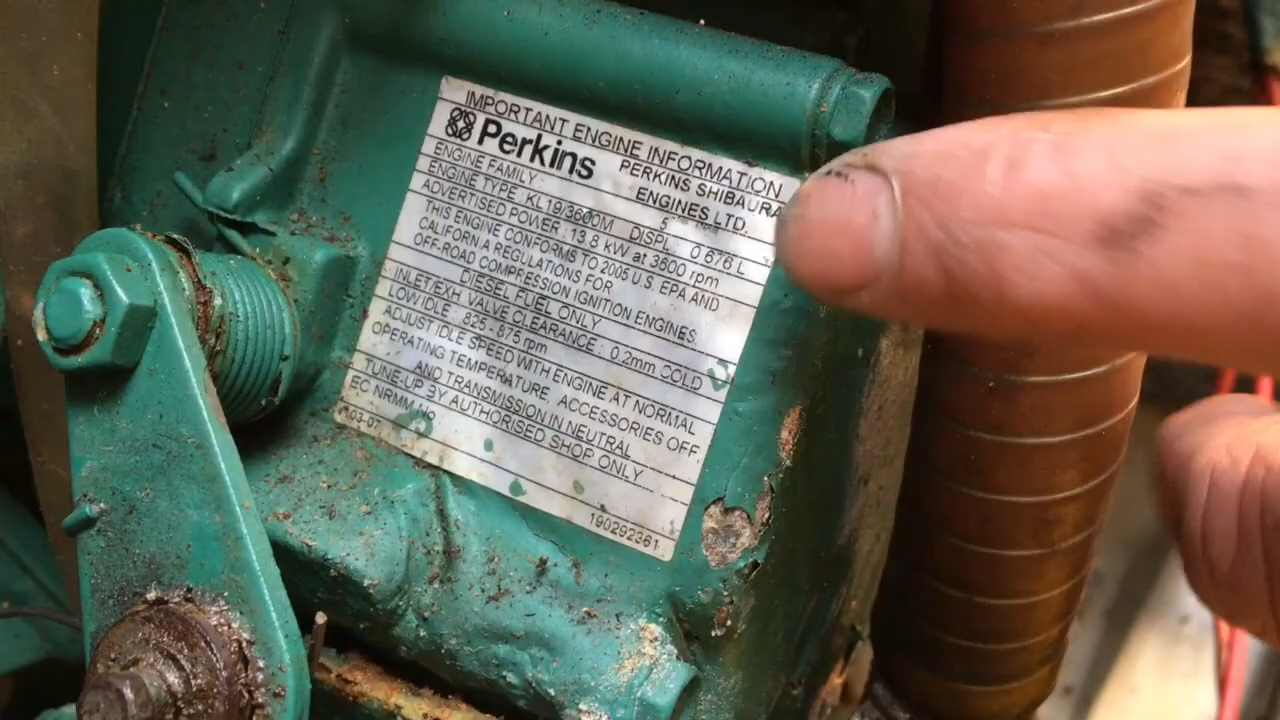 IMPORTANT ENGINE INFORMATION
Perkins PERKINS SHIBAURA
ENGINES LTD.
ENGINE FAMILY: 5
ENGINE TYPE: KL19/3600M DISPL: 0.676 L
ADVERTISED POWER: 13.8 kW at 3600 rpm
THIS ENGINE CONFORMS TO 2005 U.S. EPA AND
CALIFORN A REGULATIONS FOR
OFF-ROAD COMPRESSION IGNITION ENGINES.
DIESEL FUEL ONLY
INLET/EXH. VALVE CLEARANCE: 0.2mm COLD
LOW IDLE: 825 - 875 rpm
ADJUST IDLE SPEED WITH ENGINE AT NORMAL
OPERATING TEMPERATURE, ACCESSORIES OFF,
AND TRANSMISSION IN NEUTRAL
TUNE-UP BY AUTHORISED SHOP ONLY
EC NRMM No
03-07
190292361